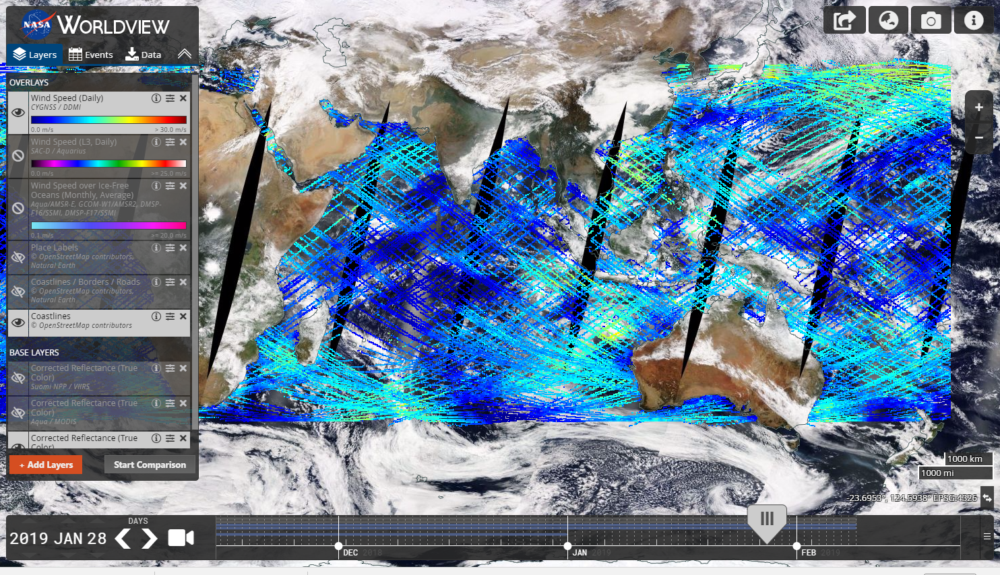 NASA WORLDVIEW
Layers Events Data
OVERLAYS
Wind Speed (Daily)
CYGNSS / DDMI
0.0 m/s > 30.0 m/s
Wind Speed (L3, Daily)
SAC-D / Aquarius
0.0 m/s >= 25.0 m/s
Wind Speed over Ice-Free
Oceans (Monthly, Average)
Aqua/AMSR-E, GCOM-W1/AMSR2, DMSP-
F16/SSMI, DMSP-F17/SSMI
0.1 m/s >= 20.0 m/s
Place Labels
© OpenStreetMap contributors,
Natural Earth
Coastlines / Borders / Roads
© OpenStreetMap contributors,
Natural Earth
Coastlines
© OpenStreetMap contributors
BASE LAYERS
Corrected Reflectance (True
Color)
Suomi NPP / VIIRS
Corrected Reflectance (True
Color)
Aqua / MODIS
Corrected Reflectance (True
Color)
+ Add Layers Start Comparison
1000 km
1000 mi
-23.6953°, 124.5938° EPSG:4326
DAYS
2019 JAN 28
DEC 2018
JAN 2019
FEB 2019